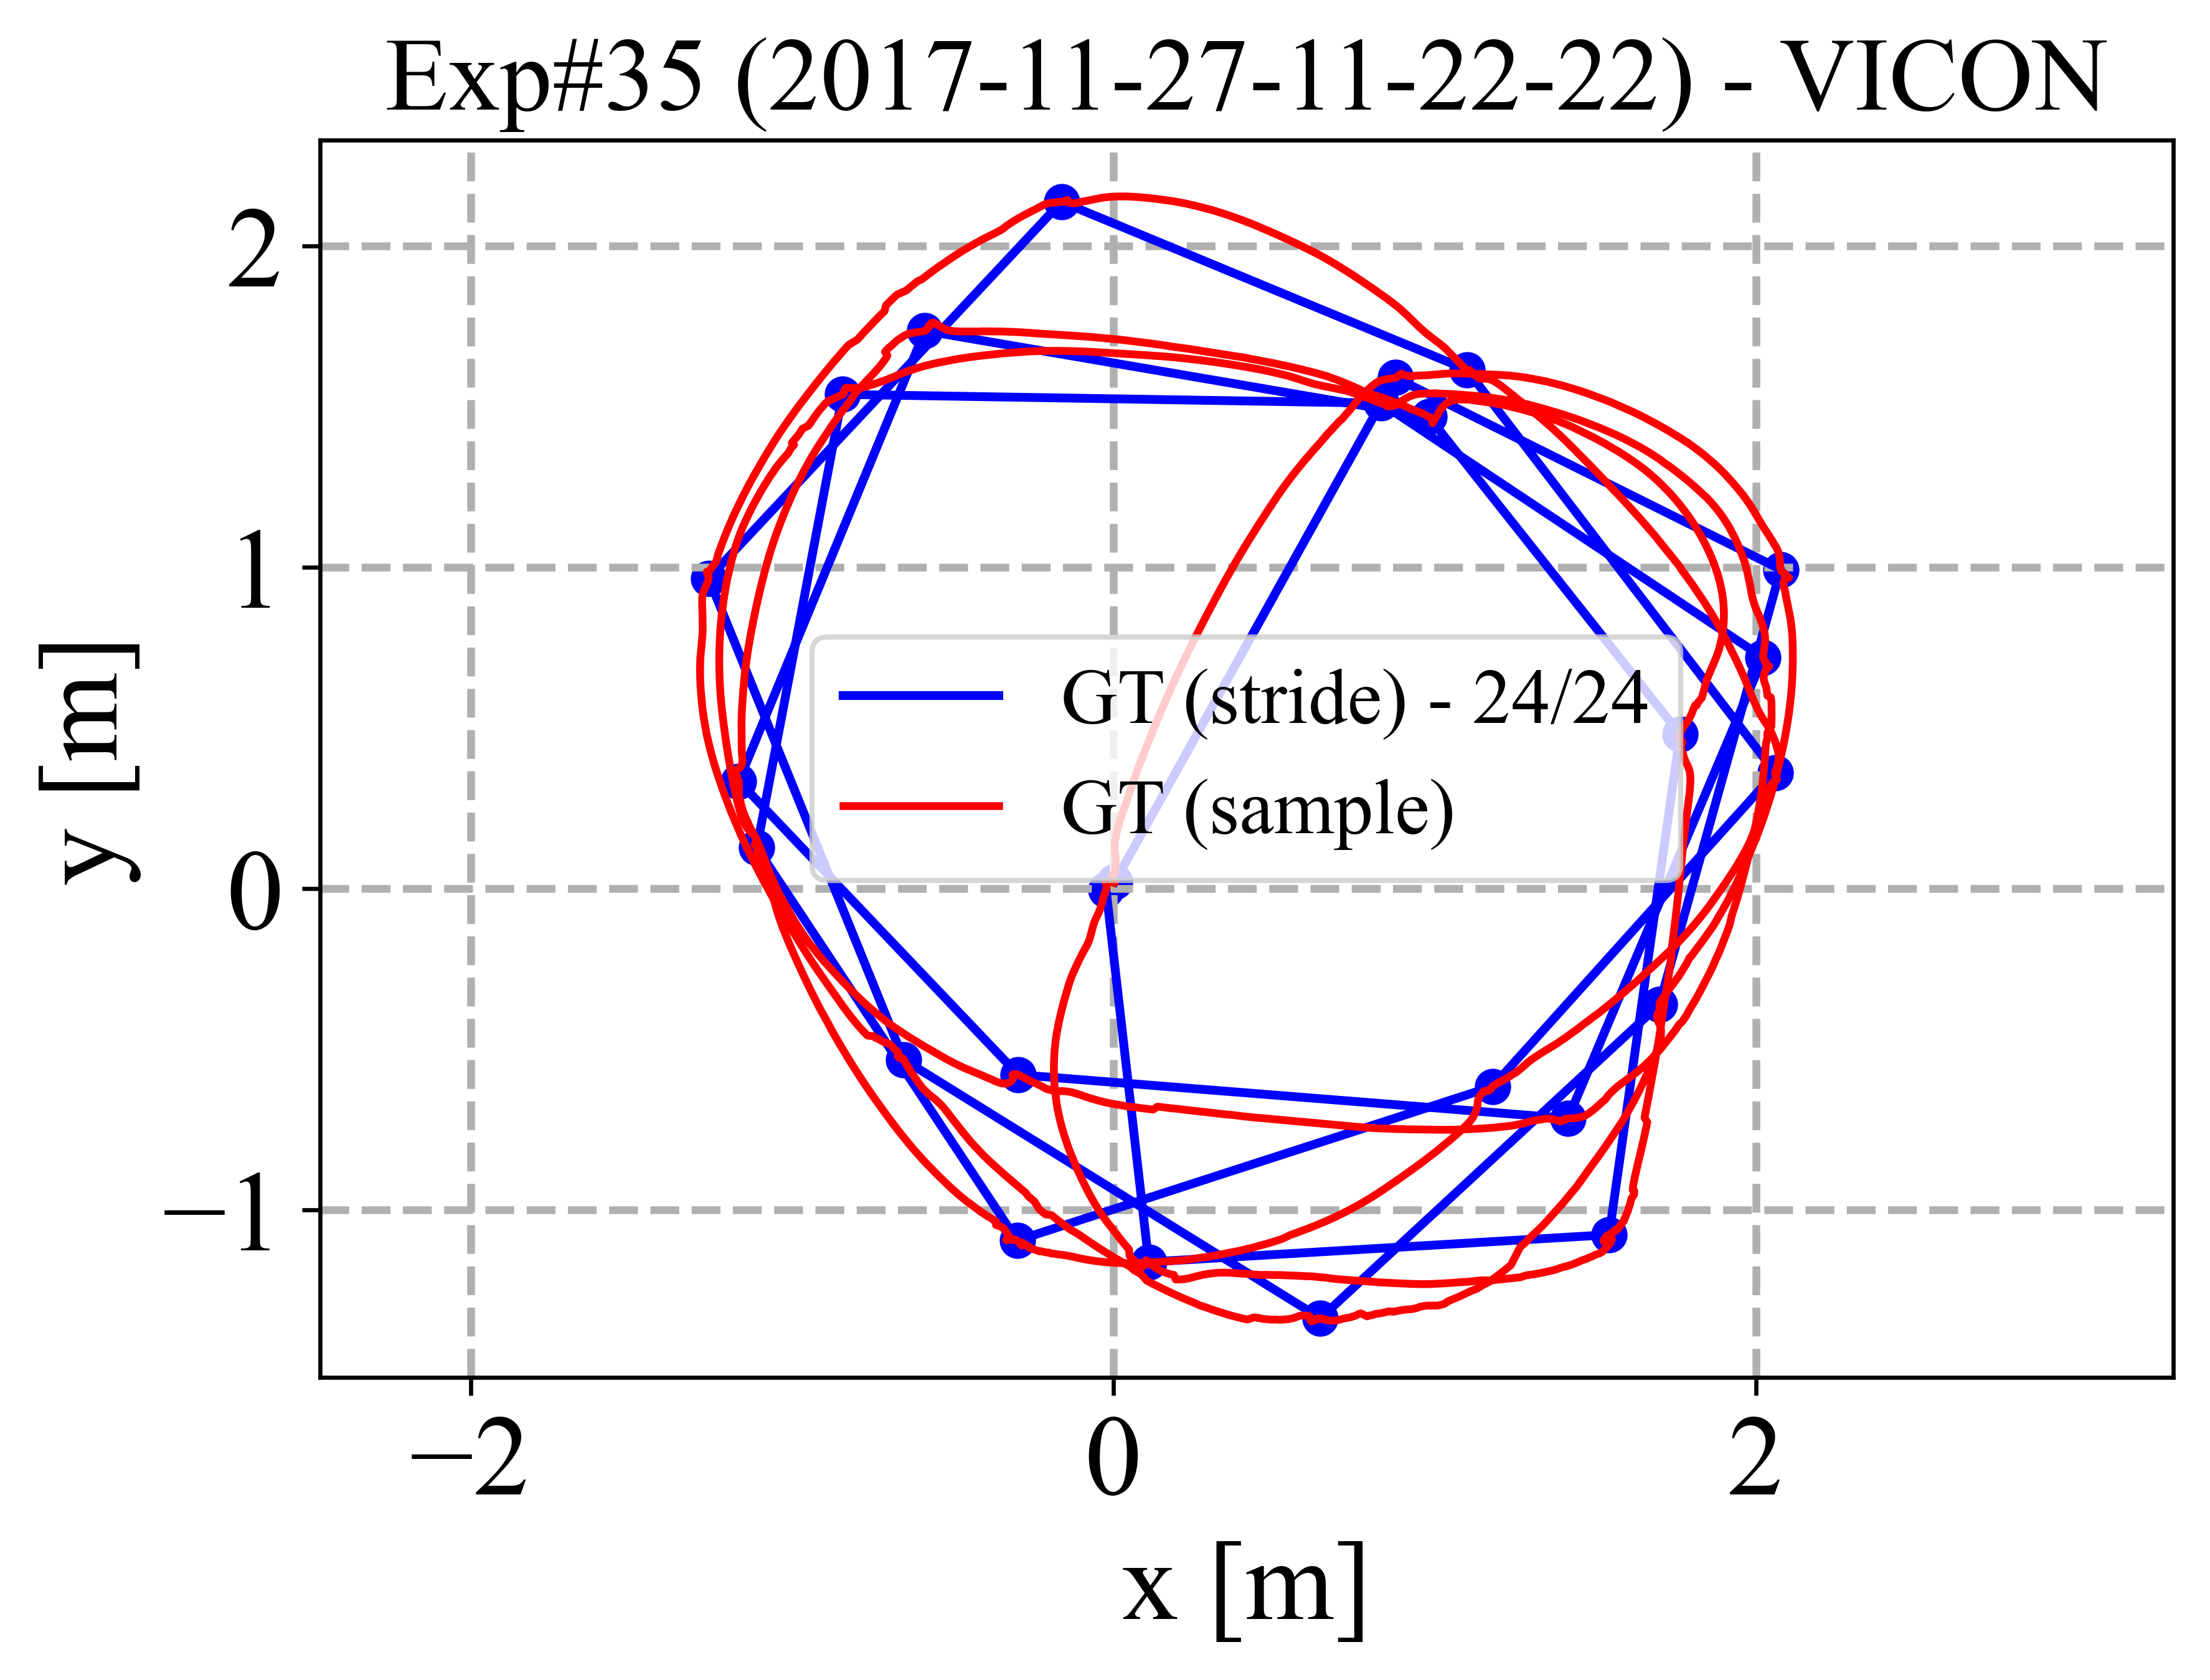 Exp#35 (2017-11-27-11-22-22) - VICON
y [m]
2
1
0
−1
GT (stride) - 24/24
GT (sample)
−2 0 2
x [m]